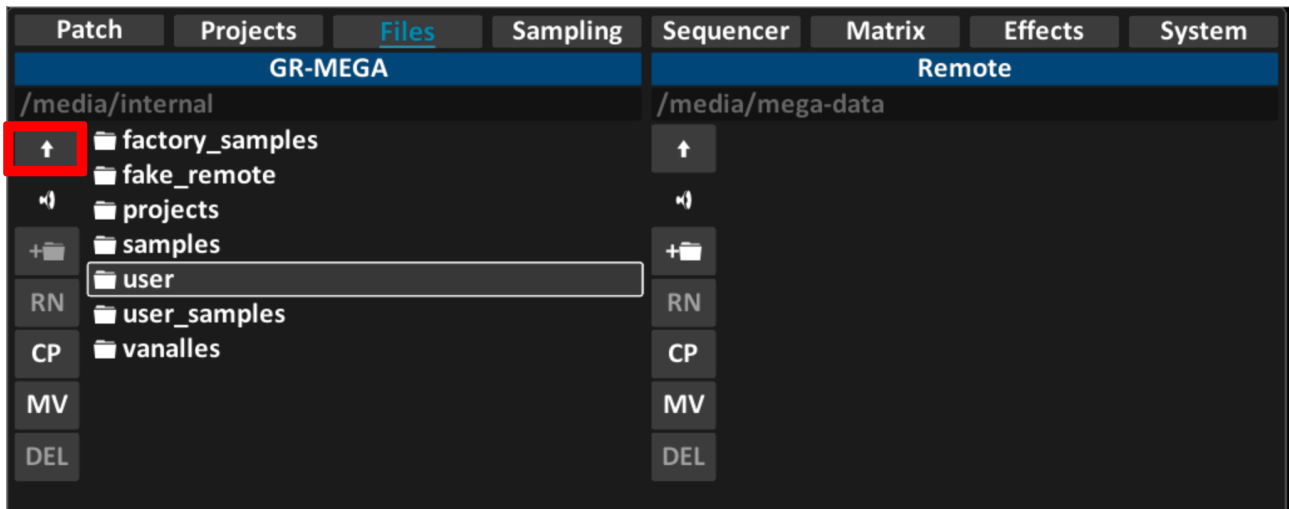 Patch Projects Files Sampling Sequencer Matrix Effects System
GR-MEGA
/media/internal
factory_samples
fake_remote
projects
samples
user
user_samples
vanalles
+
RN
CP
MV
DEL
Remote
/media/mega-data
+
RN
CP
MV
DEL